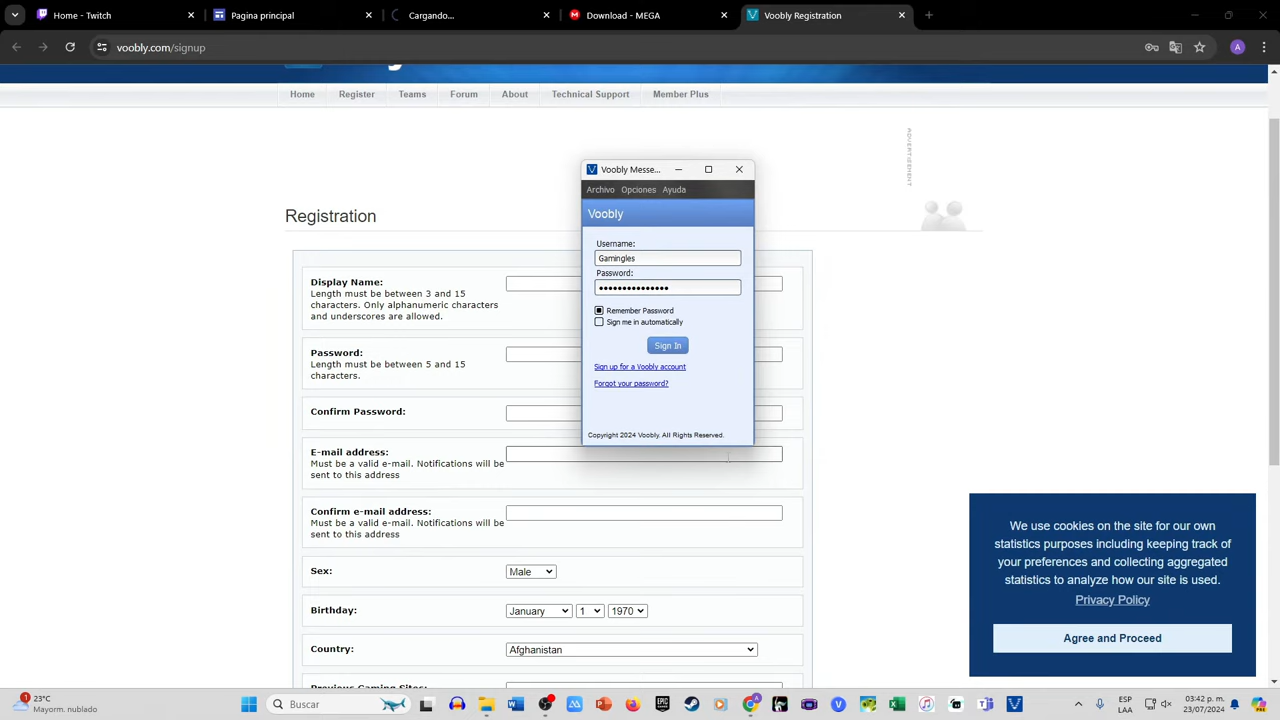 Home - Twitch
Pagina principal
Cargando...
Download - MEGA
Voobly Registration
voobly.com/signup
A
Home
Register
Teams
Forum
About
Technical Support
Member Plus
ADVERTISEMENT
Registration
Display Name:
Length must be between 3 and 15
characters. Only alphanumeric characters
and underscores are allowed.
Password:
Length must be between 5 and 15
characters.
Confirm Password:
E-mail address:
Must be a valid e-mail. Notifications will be
sent to this address
Confirm e-mail address:
Must be a valid e-mail. Notifications will be
sent to this address
Sex:
Male
Birthday:
January
1
1970
Country:
Afghanistan
Previous Gaming Sites:
Voobly Messe...
Archivo
Opciones
Ayuda
Voobly
Username:
Gamingles
Password:
•••••••••••••••
Remember Password
Sign me in automatically
Sign In
Sign up for a Voobly account
Forgot your password?
Copyright 2024 Voobly. All Rights Reserved.
We use cookies on the site for our own
statistics purposes including keeping track of
your preferences and collecting aggregated
statistics to analyze how our site is used.
Privacy Policy
Agree and Proceed
1
23°C
Mayorm. nublado
Buscar
ESP
LAA
03:42 p. m.
23/07/2024